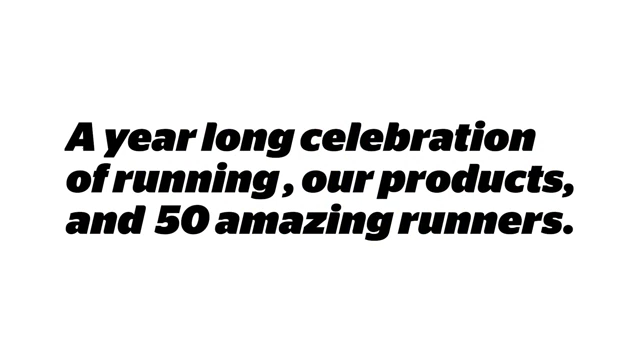 A year long celebration
of running , our products,
and 50 amazing runners.